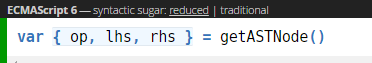 ECMAScript 6 — syntactic sugar: reduced | traditional
var { op, lhs, rhs } = getASTNode()